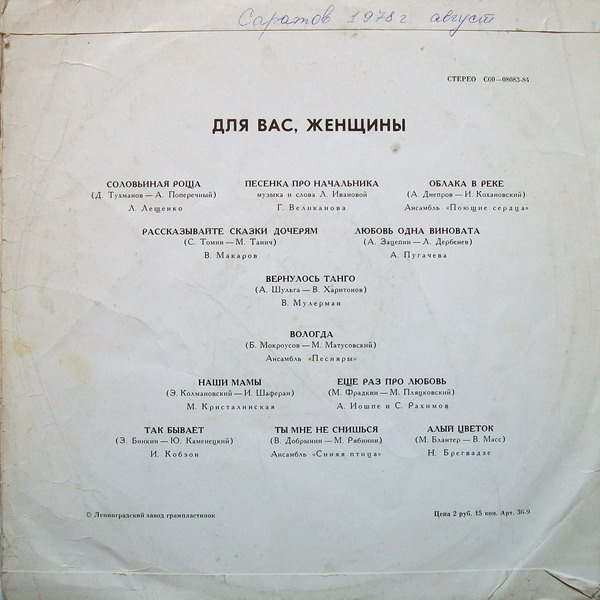 Саратов 1978 г. август
СТЕРЕО С60—08083-84
ДЛЯ ВАС, ЖЕНЩИНЫ
СОЛОВЬИНАЯ РОЩА
(Д. Тухманов — А. Поперечный)
Л. Лещенко
ПЕСЕНКА ПРО НАЧАЛЬНИКА
музыка и слова Л. Ивановой
Г. Великанова
ОБЛАКА В РЕКЕ
(А. Днепров — И. Кохановский)
Ансамбль «Поющие сердца»
РАССКАЗЫВАЙТЕ СКАЗКИ ДОЧЕРЯМ
(С. Томин — М. Танич)
В. Макаров
ЛЮБОВЬ ОДНА ВИНОВАТА
(А. Зацепин — Л. Дербенев)
А. Пугачева
ВЕРНУЛОСЬ ТАНГО
(А. Шульга — В. Харитонов)
В. Мулерман
ВОЛОГДА
(Б. Мокроусов — М. Матусовский)
Ансамбль «Песняры»
НАШИ МАМЫ
(Э. Колмановский — И. Шаферан)
М. Кристалинская
ЕЩЕ РАЗ ПРО ЛЮБОВЬ
(М. Фрадкин — М. Пляцковский)
А. Иошпе и С. Рахимов
ТАК БЫВАЕТ
(З. Бинкин — Ю. Каменецкий)
И. Кобзон
ТЫ МНЕ НЕ СНИШЬСЯ
(В. Добрынин — М. Рябинин)
Ансамбль «Синяя птица»
АЛЫЙ ЦВЕТОК
(М. Блантер — В. Масс)
Н. Брегвадзе
© Ленинградский завод грампластинок
Цена 2 руб. 15 коп. Арт. 36-9